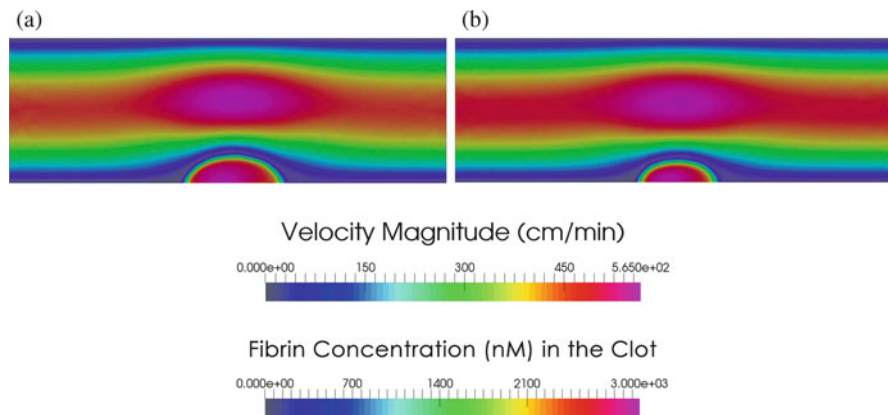 (a) (b)
Velocity Magnitude (cm/min)
0.000e+00 150 300 450 5.650e+02
Fibrin Concentration (nM) in the Clot
0.000e+00 700 1400 2100 3.000e+03